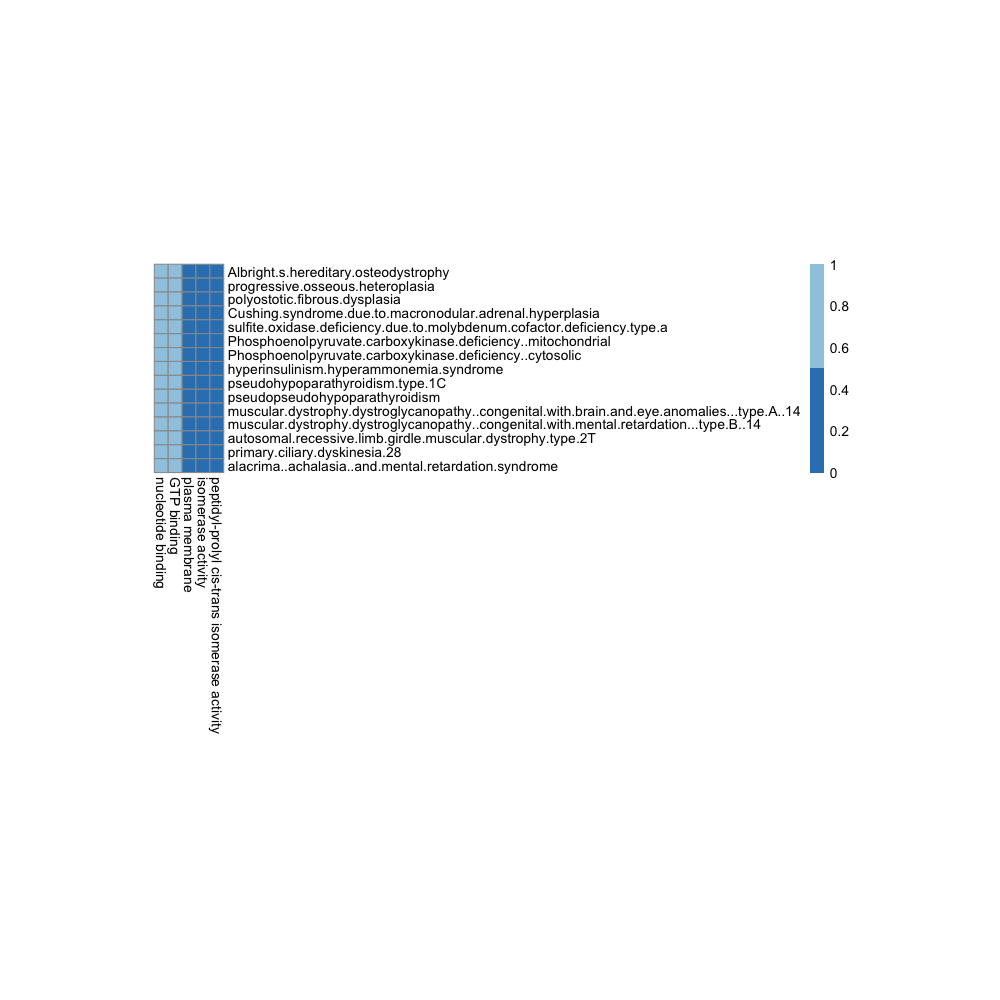 Albright.s.hereditary.osteodystrophy
progressive.osseous.heteroplasia
polyostotic.fibrous.dysplasia
Cushing.syndrome.due.to.macronodular.adrenal.hyperplasia
sulfite.oxidase.deficiency.due.to.molybdenum.cofactor.deficiency.type.a
Phosphoenolpyruvate.carboxykinase.deficiency..mitochondrial
Phosphoenolpyruvate.carboxykinase.deficiency..cytosolic
hyperinsulinism.hyperammonemia.syndrome
pseudohypoparathyroidism.type.1C
pseudopseudohypoparathyroidism
muscular.dystrophy.dystroglycanopathy..congenital.with.brain.and.eye.anomalies...type.A..14
muscular.dystrophy.dystroglycanopathy..congenital.with.mental.retardation...type.B..14
autosomal.recessive.limb.girdle.muscular.dystrophy.type.2T
primary.ciliary.dyskinesia.28
alacrima..achalasia..and.mental.retardation.syndrome
nucleotide binding
GTP binding
plasma membrane
isomerase activity
peptidyl-prolyl cis-trans isomerase activity
1
0.8
0.6
0.4
0.2
0